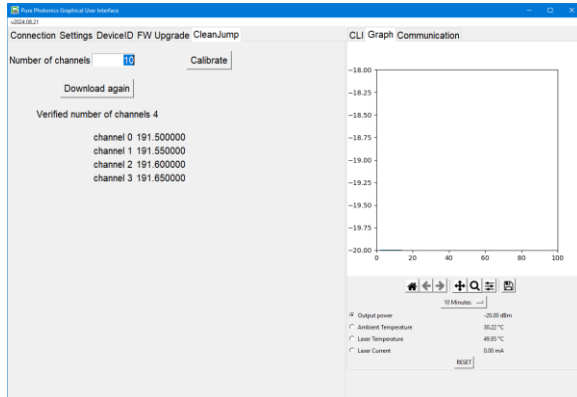 Pure Photonics Graphical User Interface
v2024.08.21
Connection Settings DeviceID FW Upgrade CleanJump
Number of channels 10 Calibrate
Download again
Verified number of channels 4
channel 0 191.500000
channel 1 191.550000
channel 2 191.600000
channel 3 191.650000
CLI Graph Communication
−18.00
−18.25
−18.50
−18.75
−19.00
−19.25
−19.50
−19.75
−20.00
0 20 40 60 80 100
10 Minutes
Output power -20.00 dBm
Ambient Temperature 30.22 °C
Laser Temperature 49.95 °C
Laser Current 0.00 mA
RESET